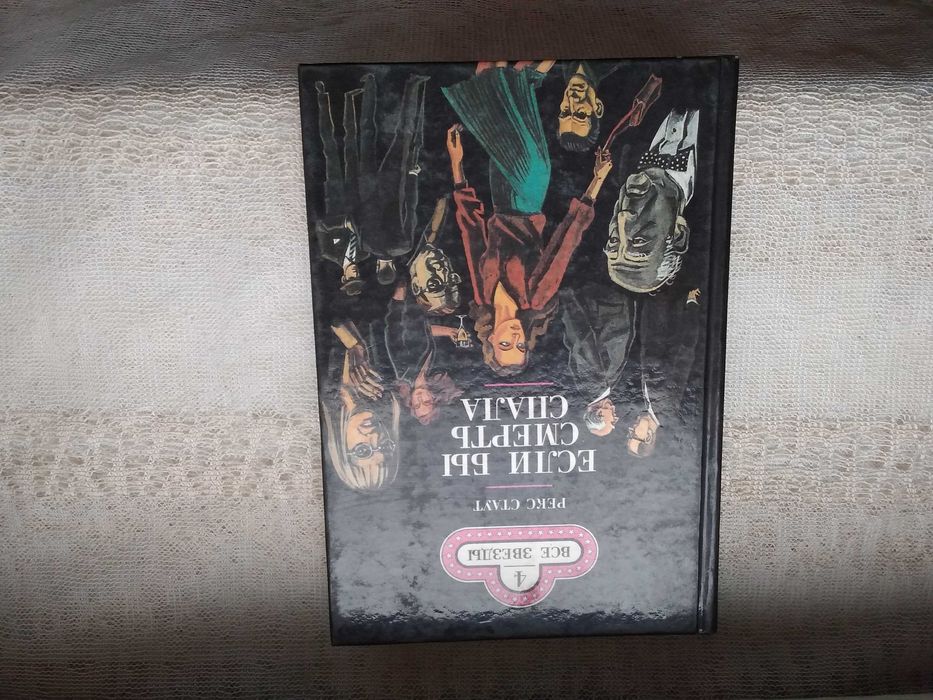 4
ВСЕ ЗВЕЗДЫ
РЕКС СТАУТ
ЕСЛИ БЫ
СМЕРТЬ
СПАЛА